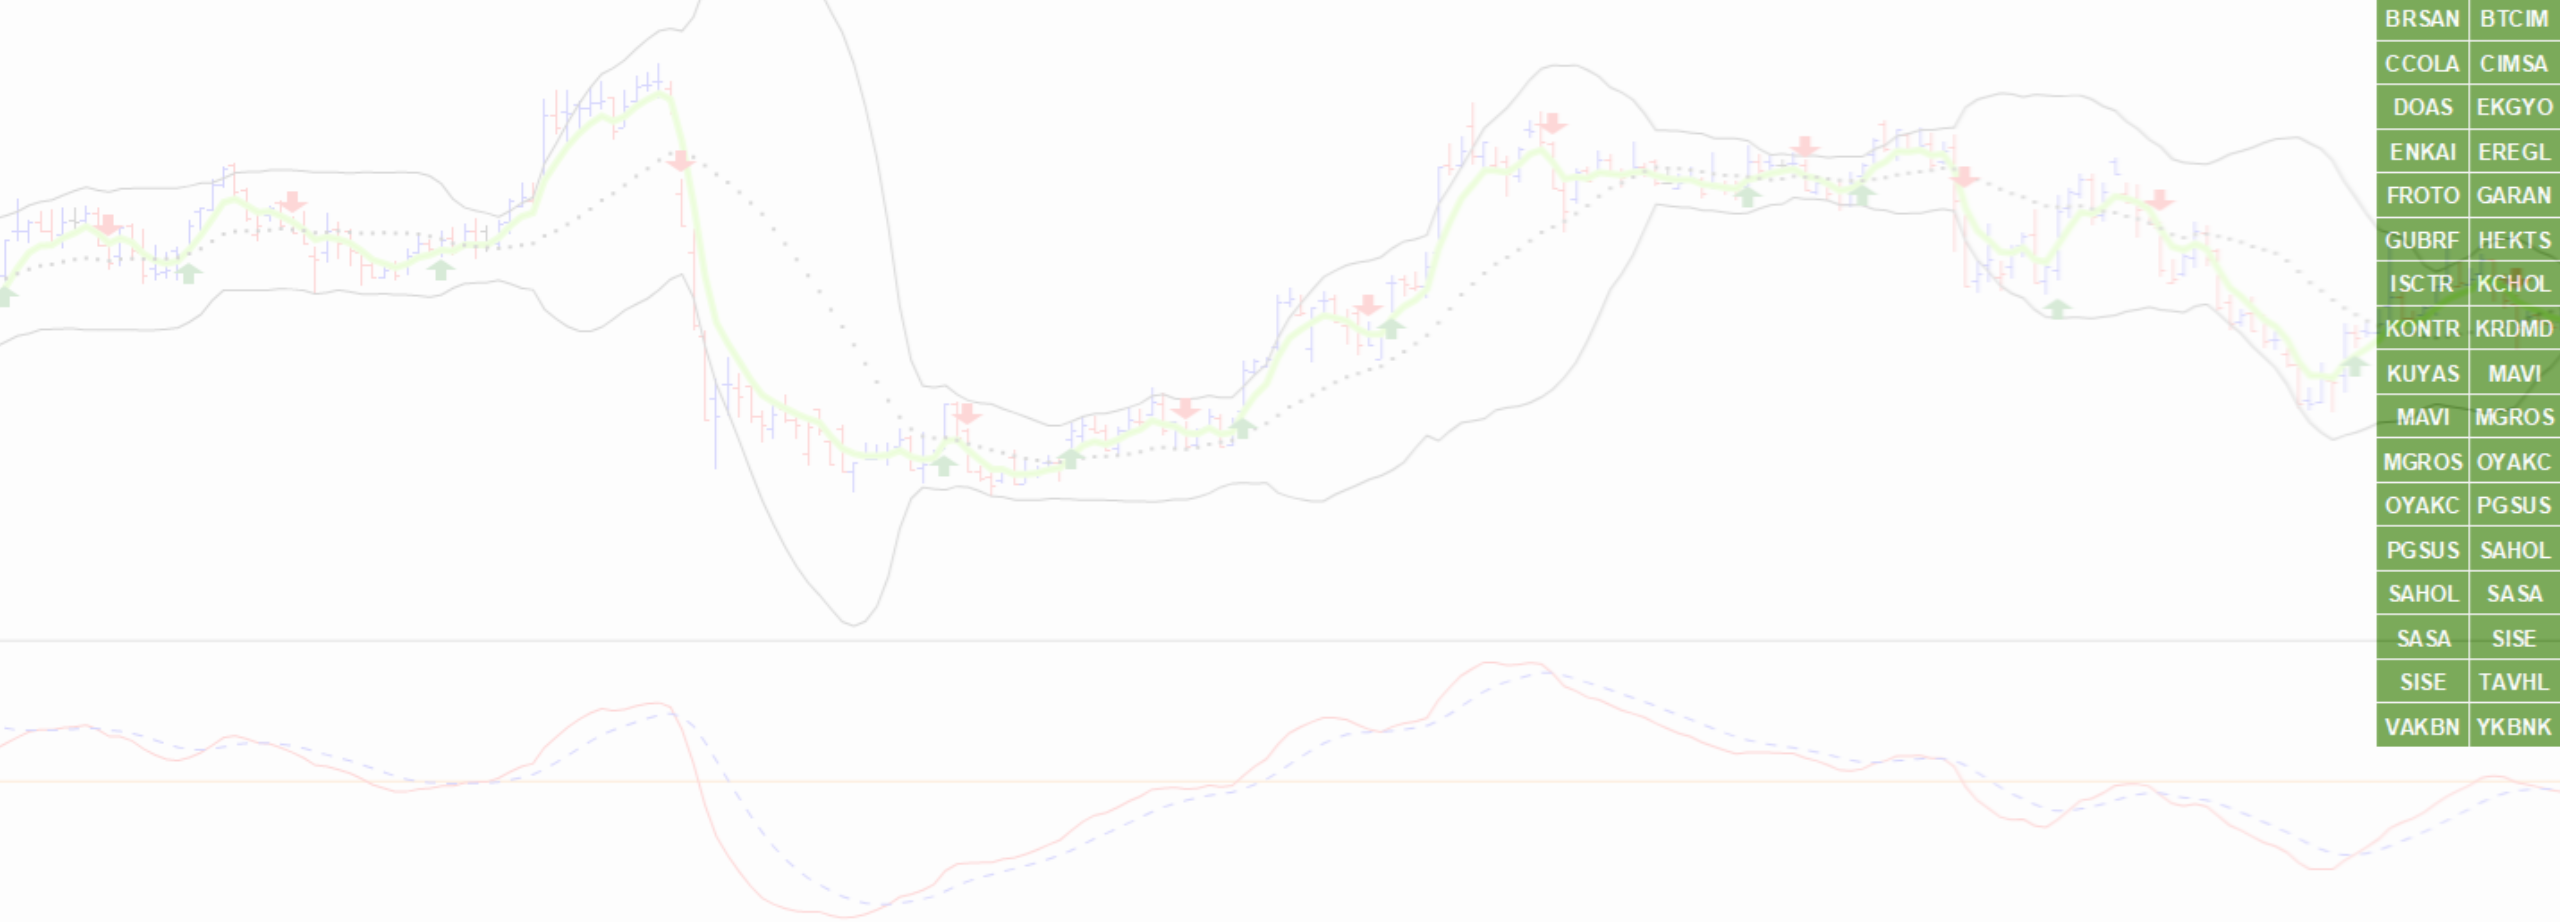 BRSAN BTCIM
CCOLA CIMSA
DOAS EKGYO
ENKAI EREGL
FROTO GARAN
GUBRF HEKTS
ISCTR KCHOL
KONTR KRDMD
KUYAS MAVI
MAVI MGROS
MGROS OYAKC
OYAKC PGSUS
PGSUS SAHOL
SAHOL SASA
SASA SISE
SISE TAVHL
VAKBN YKBNK